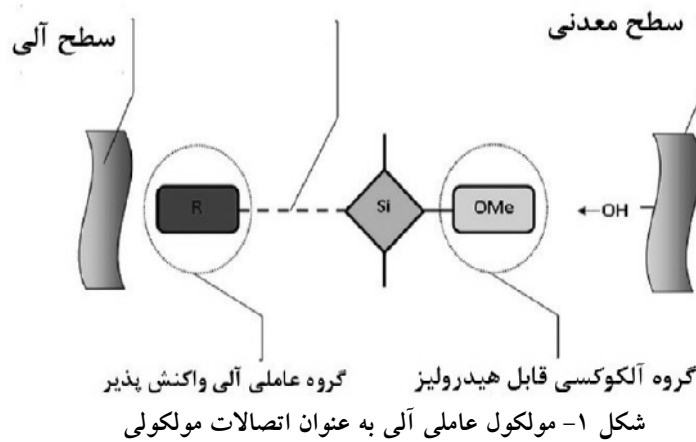 سطح معدنی
سطح آلی
R
Si
OMe
OH
گروه آلکوکسی قابل هیدرولیز
گروه عاملی آلی واکنش پذیر
شکل ۱- مولکول عاملی آلی به عنوان اتصالات مولکولی